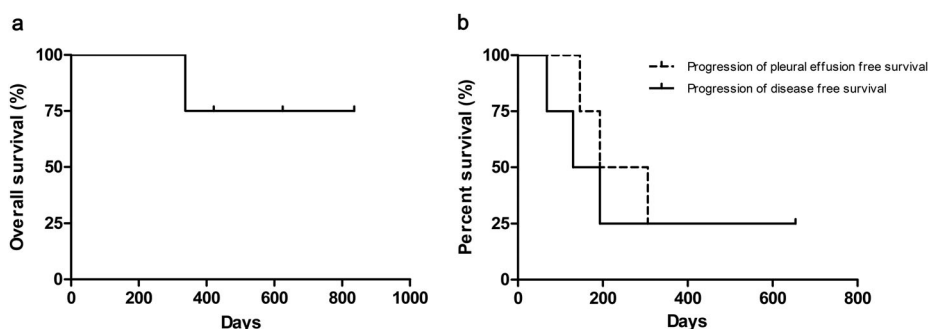 a
Overall survival (%)
100
75
50
25
0
0 200 400 600 800 1000
Days
b
Percent survival (%)
100
75
50
25
0
0 200 400 600 800
Days
Progression of pleural effusion free survival
Progression of disease free survival